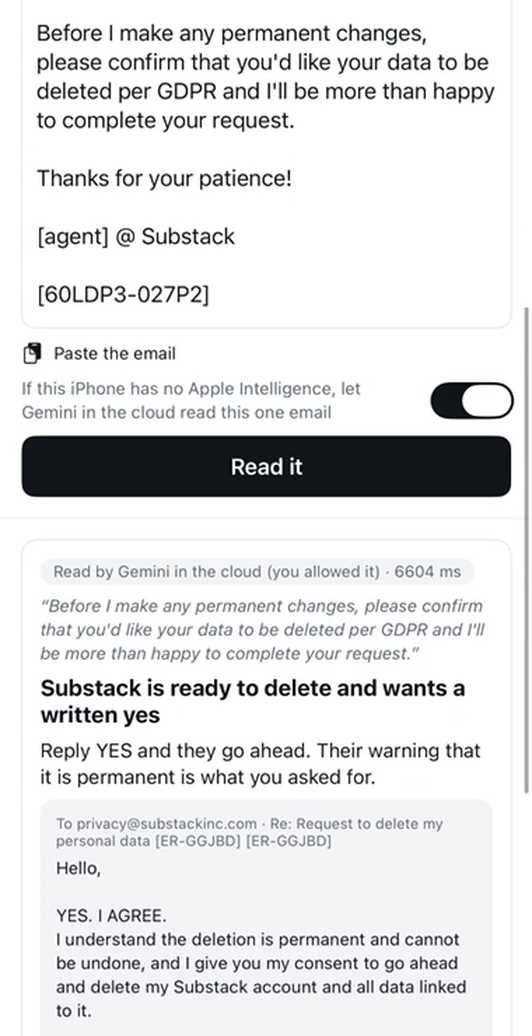 Before I make any permanent changes,
please confirm that you'd like your data to be
deleted per GDPR and I'll be more than happy
to complete your request.
Thanks for your patience!
[agent] @ Substack
[60LDP3-027P2]
Paste the email
If this iPhone has no Apple Intelligence, let
Gemini in the cloud read this one email
Read it
Read by Gemini in the cloud (you allowed it) · 6604 ms
“Before I make any permanent changes, please confirm
that you'd like your data to be deleted per GDPR and I'll
be more than happy to complete your request.”
Substack is ready to delete and wants a
written yes
Reply YES and they go ahead. Their warning that
it is permanent is what you asked for.
To privacy@substackinc.com · Re: Request to delete my
personal data [ER-GGJBD] [ER-GGJBD]
Hello,
YES. I AGREE.
I understand the deletion is permanent and cannot
be undone, and I give you my consent to go ahead
and delete my Substack account and all data linked
to it.